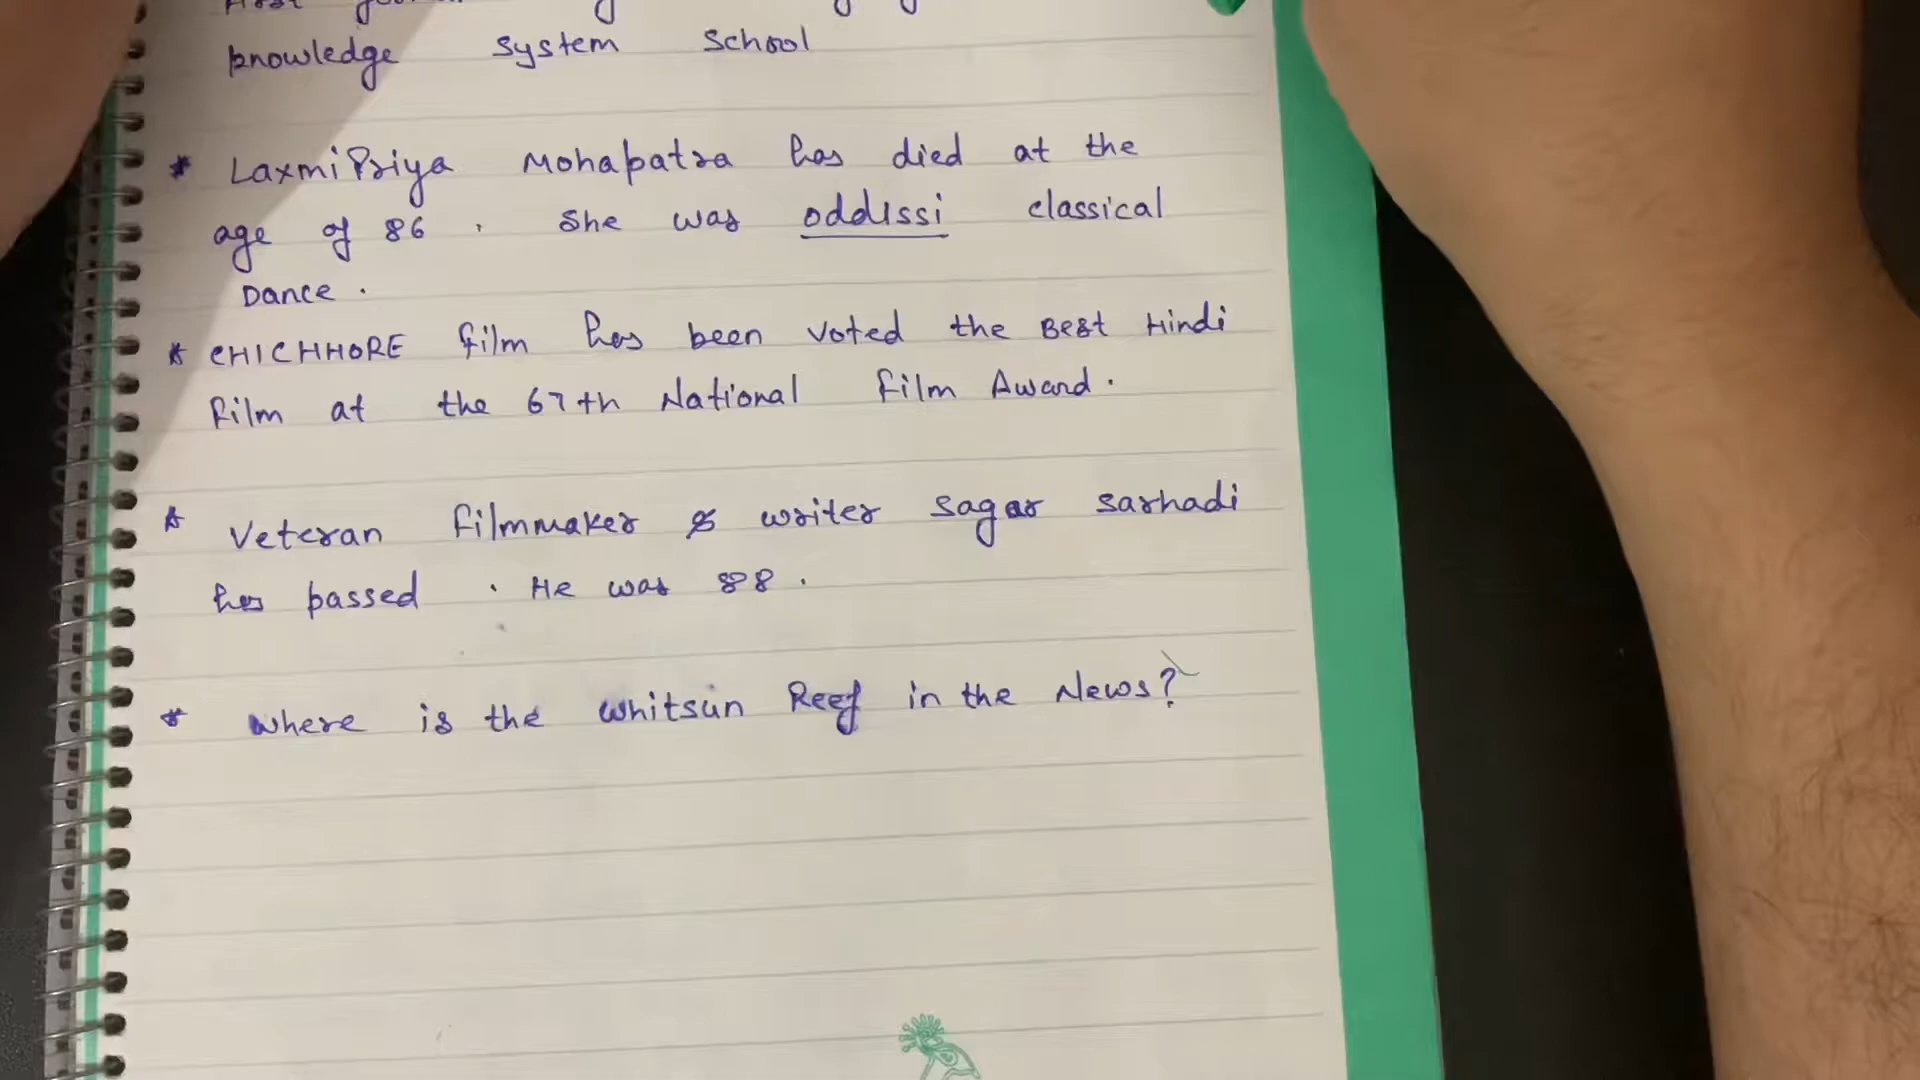 knowledge system school
* LaxmiPriya Mohapatra has died at the
age of 86 . She was oddissi classical
Dance .
* CHICHHORE film has been voted the Best Hindi
film at the 67th National film Award .
* Veteran filmmaker & writer sagar sarhadi
has passed . He was 88 .
* where is the whitsun Reef in the News?